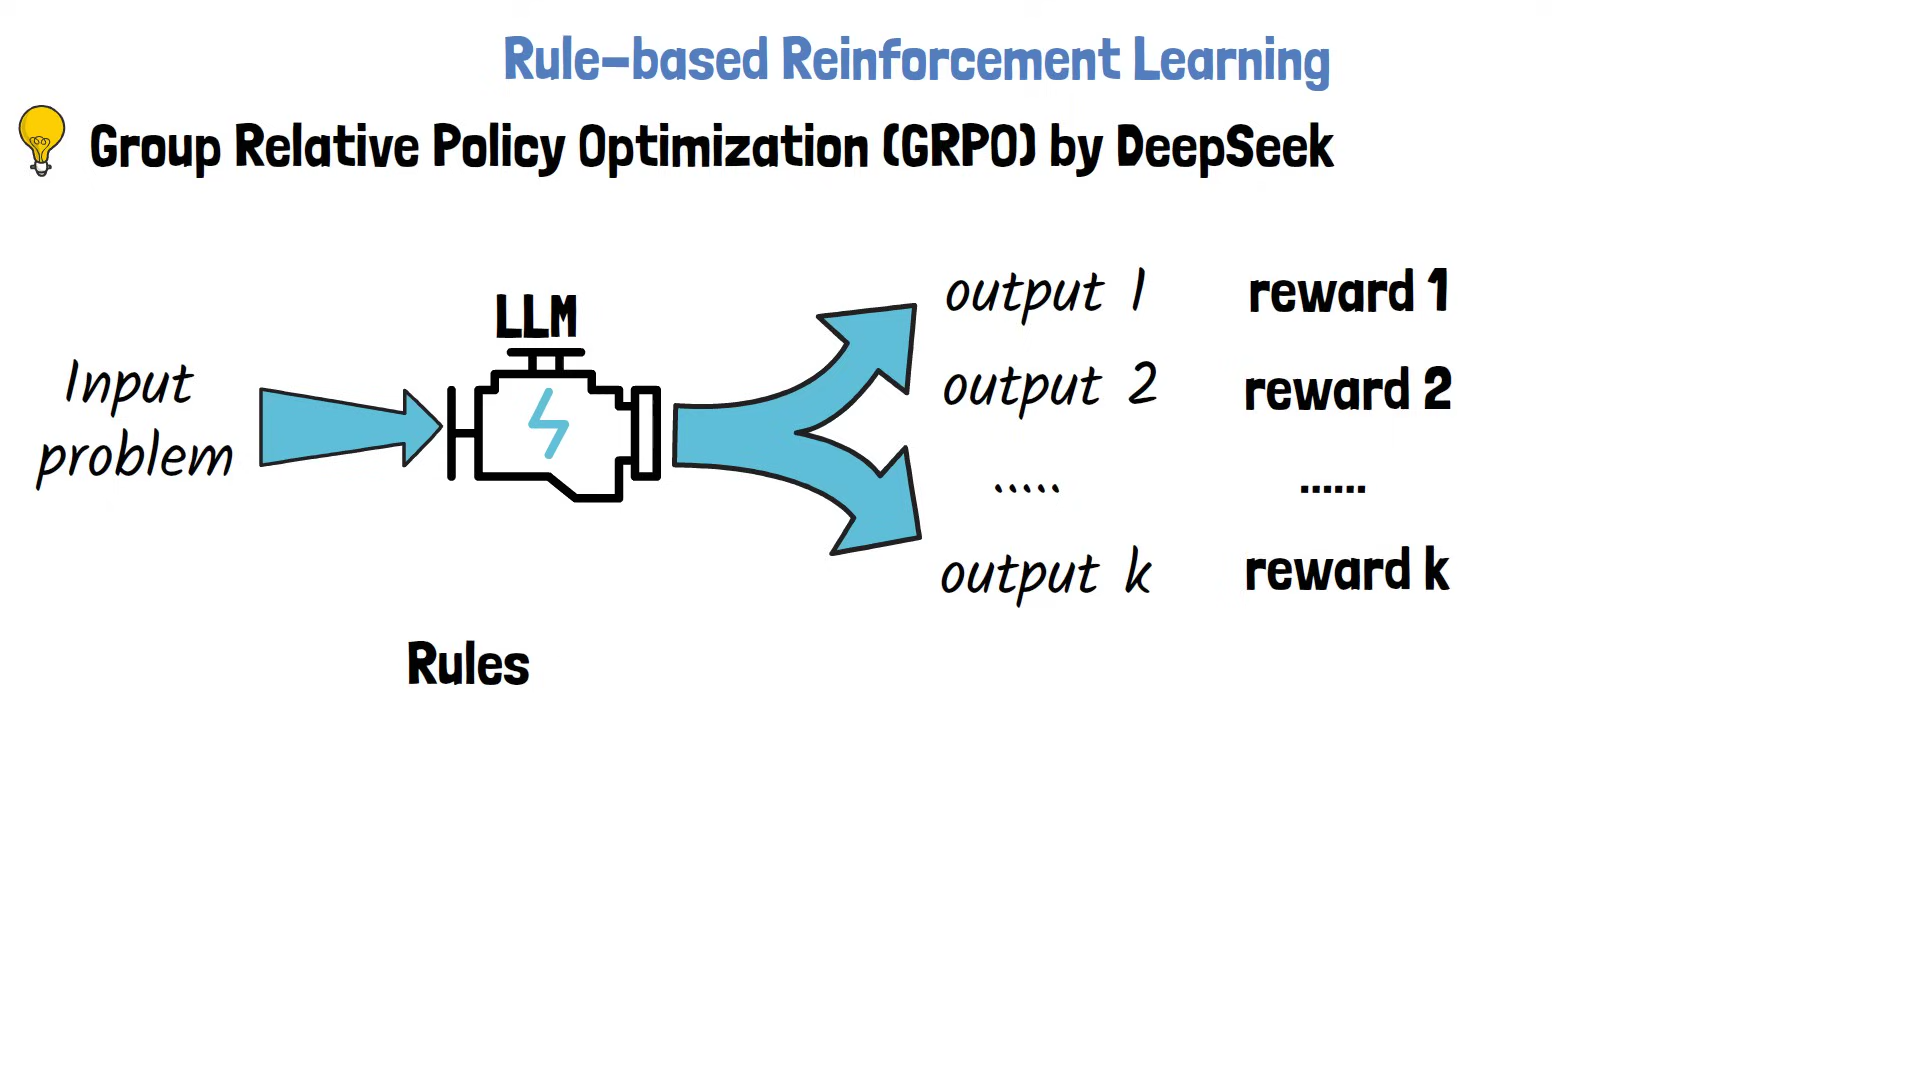 Rule-based Reinforcement Learning
Group Relative Policy Optimization (GRPO) by DeepSeek
LLM
Input
problem
output 1 reward 1
output 2 reward 2
..... ......
output k reward k
Rules